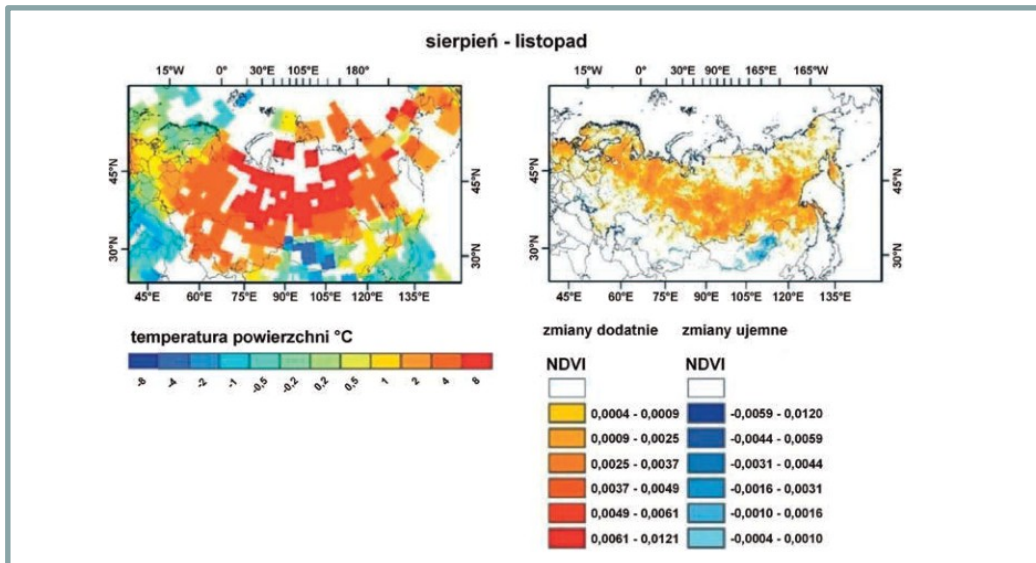 sierpień - listopad
15°W 0° 30°E 105°E 180°
15°W 0° 30°E 90°E 165°E 165°W
45°N 45°N 45°N 45°N
30°N 30°N 30°N 30°N
45°E 60°E 75°E 90°E 105°E 120°E 135°E
45°E 60°E 75°E 90°E 105°E 120°E 135°E
temperatura powierzchni °C
-8 -4 -2 -1 -0,5 -0,2 0,2 0,5 1 2 4 8
zmiany dodatnie zmiany ujemne
NDVI NDVI
0,0004 - 0,0009 -0,0059 - 0,0120
0,0009 - 0,0025 -0,0044 - 0,0059
0,0025 - 0,0037 -0,0031 - 0,0044
0,0037 - 0,0049 -0,0016 - 0,0031
0,0049 - 0,0061 -0,0010 - 0,0016
0,0061 - 0,0121 -0,0004 - 0,0010